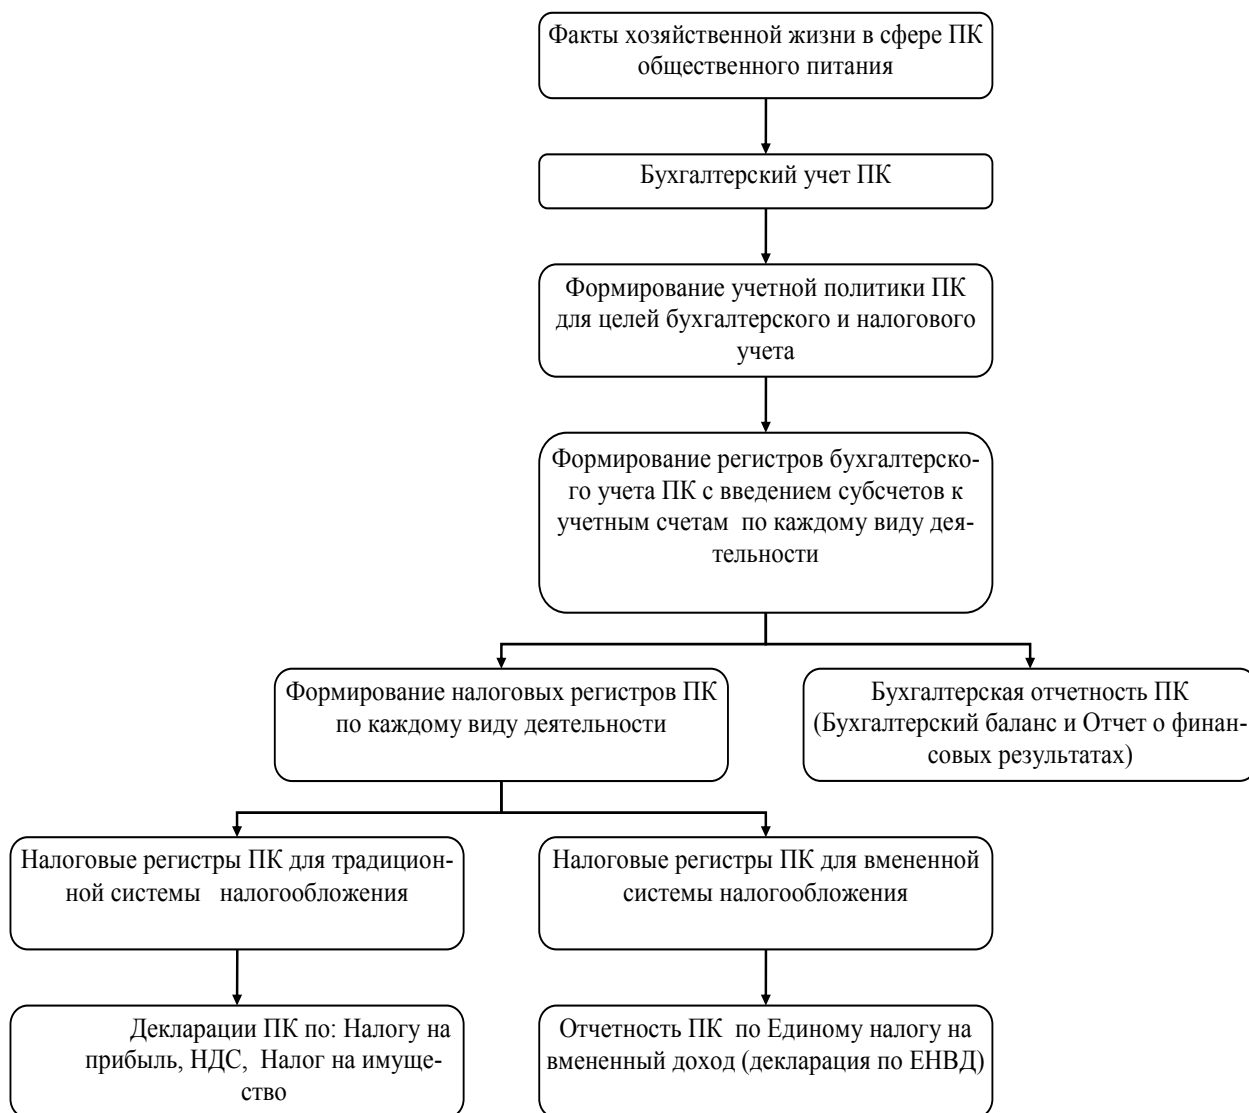 Факты хозяйственной жизни в сфере ПК
общественного питания
Бухгалтерский учет ПК
Формирование учетной политики ПК
для целей бухгалтерского и налогового
учета
Формирование регистров бухгалтерско-
го учета ПК с введением субсчетов к
учетным счетам по каждому виду дея-
тельности
Формирование налоговых регистров ПК
по каждому виду деятельности
Бухгалтерская отчетность ПК
(Бухгалтерский баланс и Отчет о финан-
совых результатах)
Налоговые регистры ПК для традицион-
ной системы налогообложения
Налоговые регистры ПК для вмененной
системы налогообложения
Декларации ПК по: Налогу на
прибыль, НДС, Налог на имуще-
ство
Отчетность ПК по Единому налогу на
вмененный доход (декларация по ЕНВД)